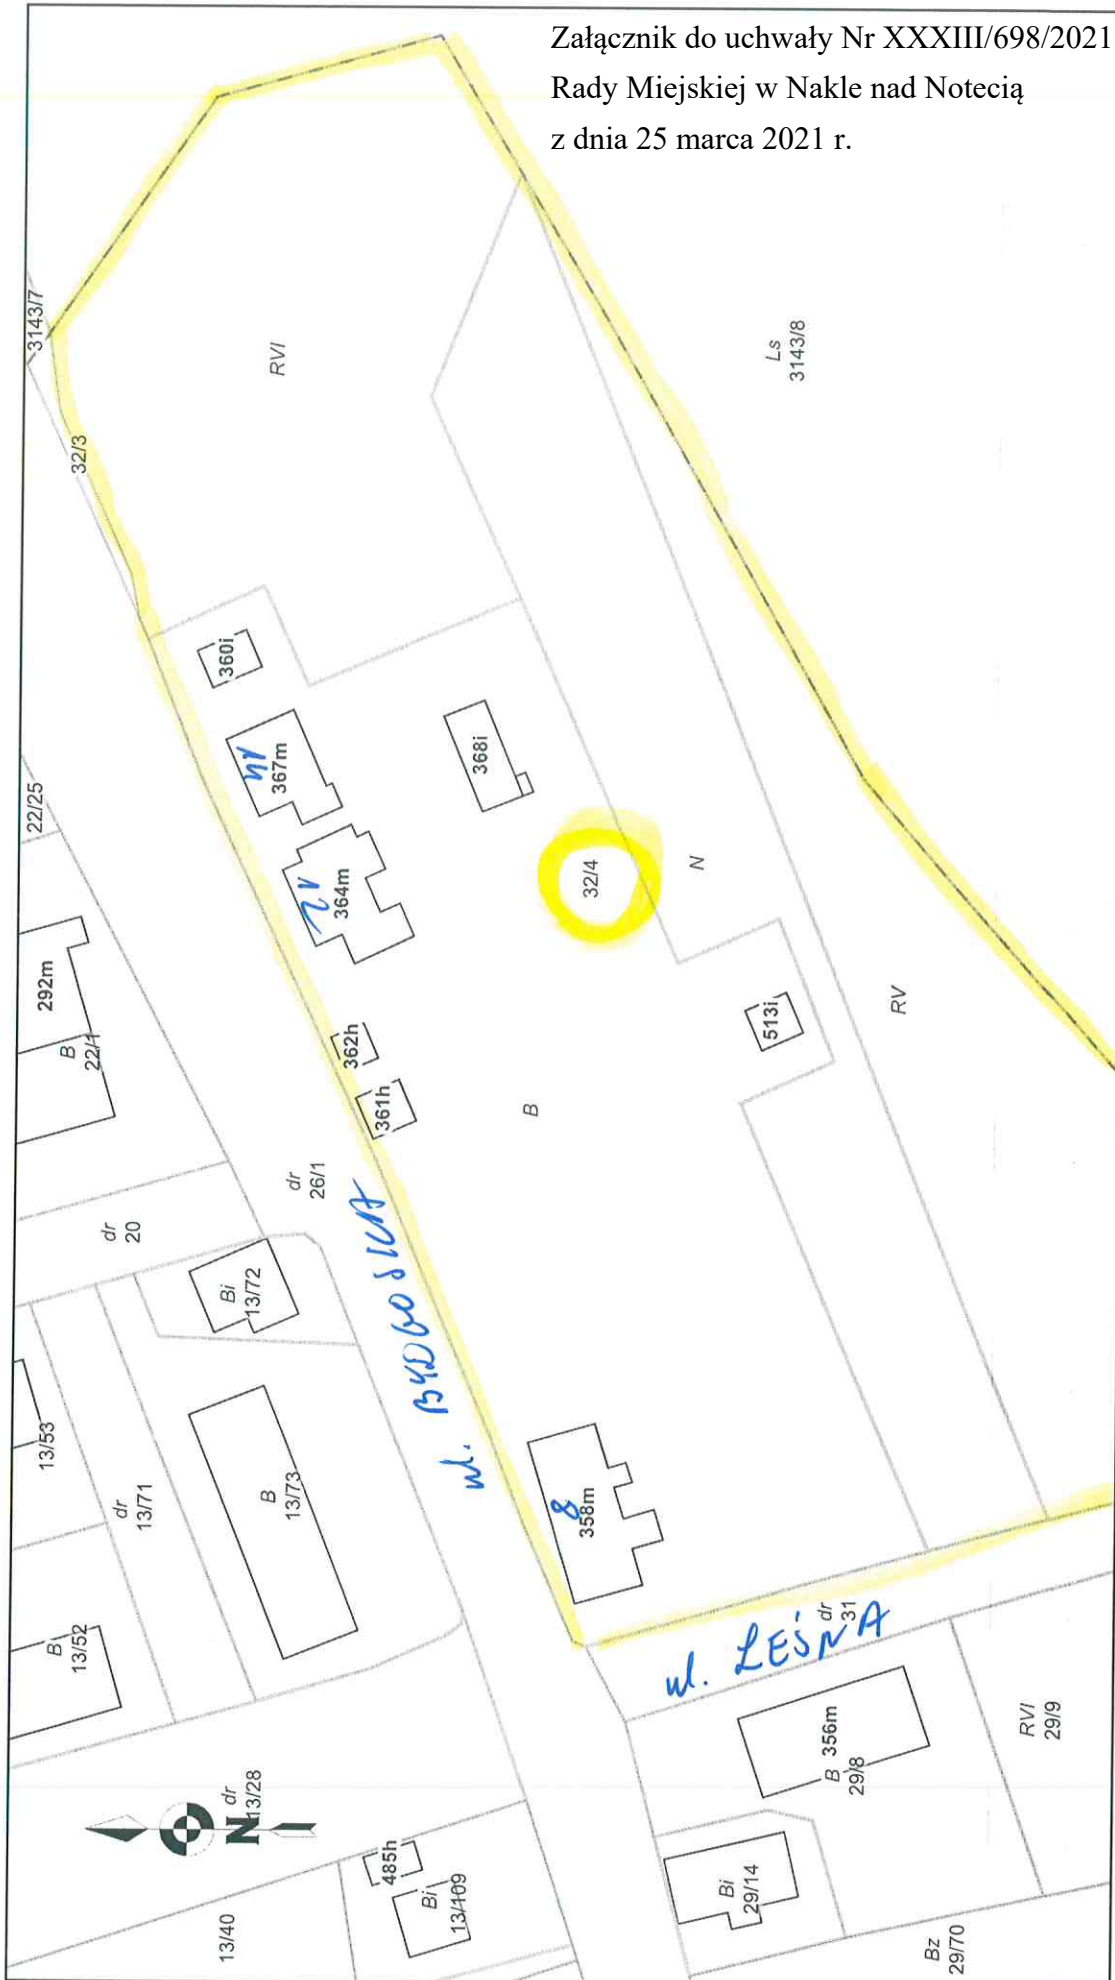 Załącznik do uchwały Nr XXXIII/698/2021
Rady Miejskiej w Nakle nad Notecią
z dnia 25 marca 2021 r.
3143/7
32/3
RVI
Ls
3143/8
360i
367m
368i
22/25
364m
32/4
N
292m
B
22/1
362h
361h
513i
RV
B
dr
26/1
dr
20
Bi
13/72
ul. BYDGOSKA
13/53
dr
13/71
B
13/73
8
358m
B
13/52
dr
31
ul. LEŚNA
356m
B
29/8
RVI
29/9
dr
13/28
N
485h
Bi
13/109
13/40
Bi
29/14
Bz
29/70